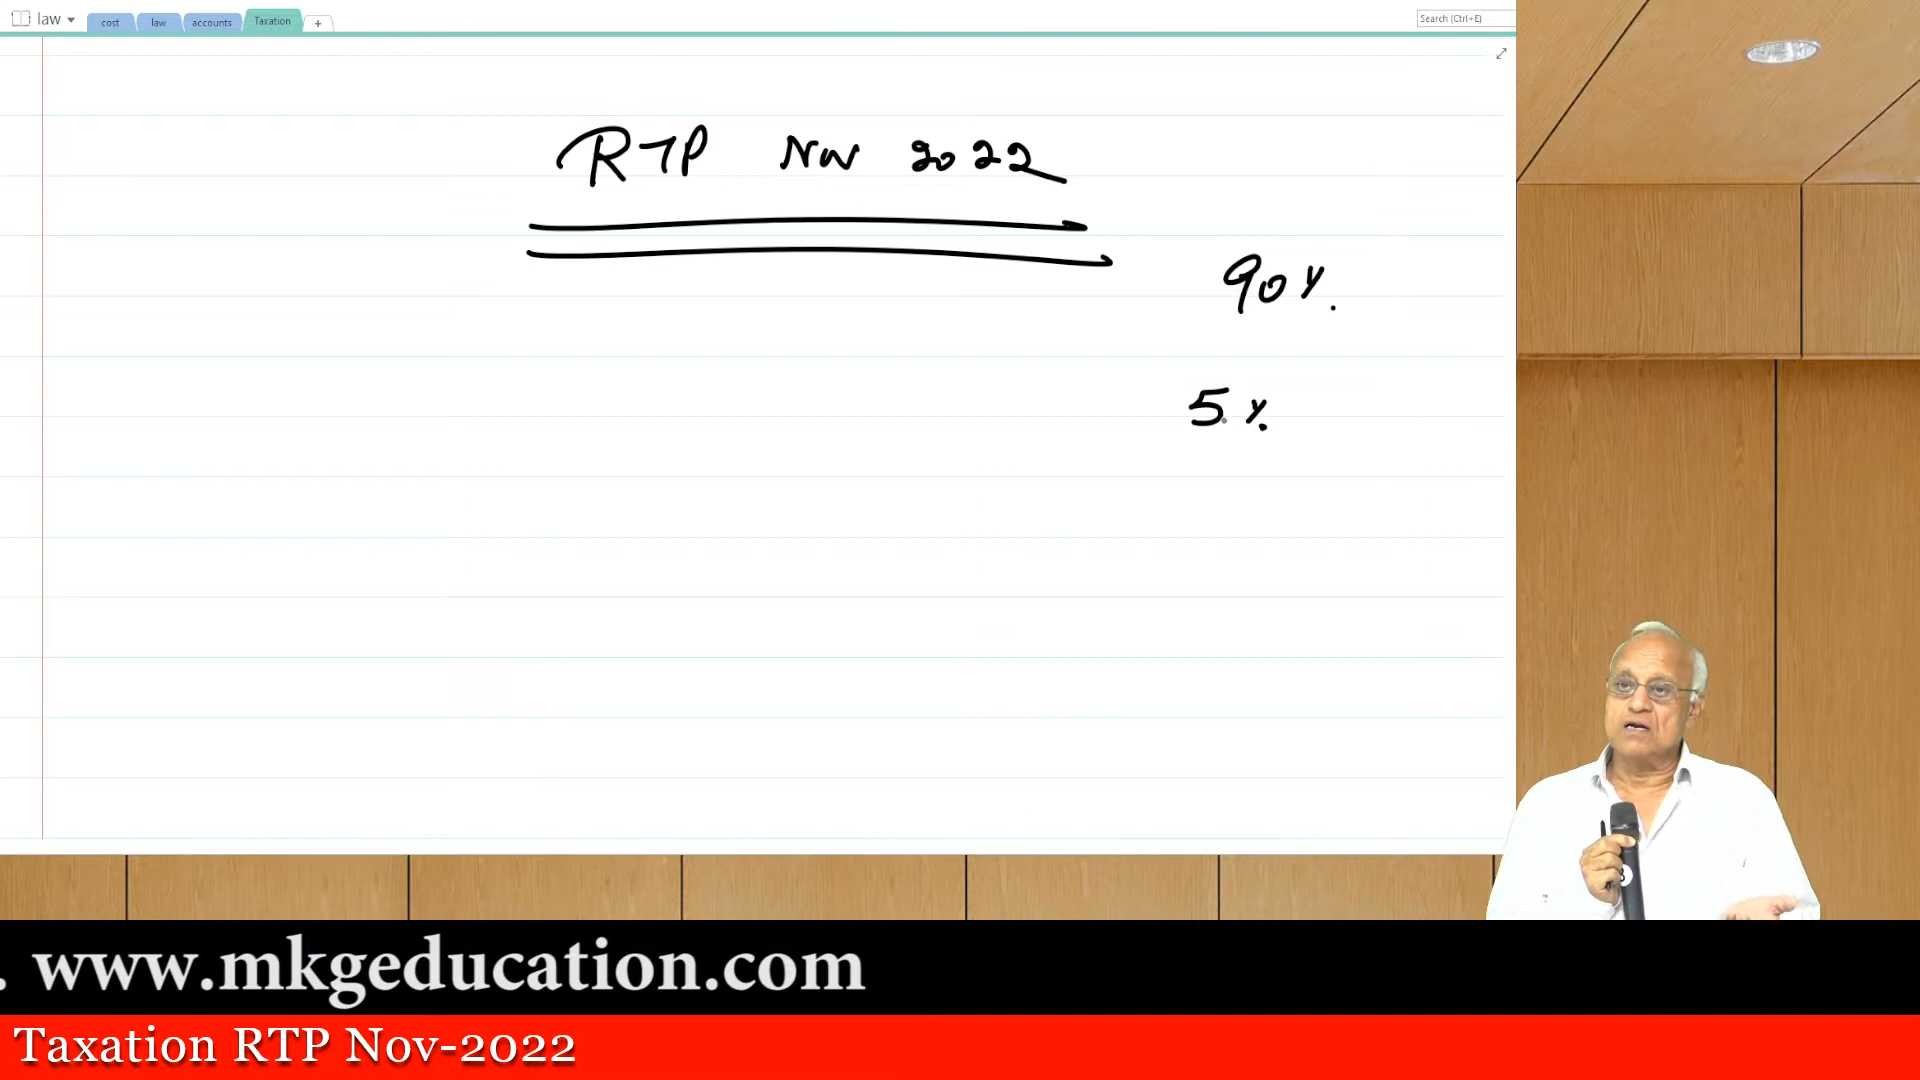 law cost law accounts Taxation + Search (Ctrl+E)
RTP Nov 2022
90%
5%
. www.mkgeducation.com
Taxation RTP Nov-2022